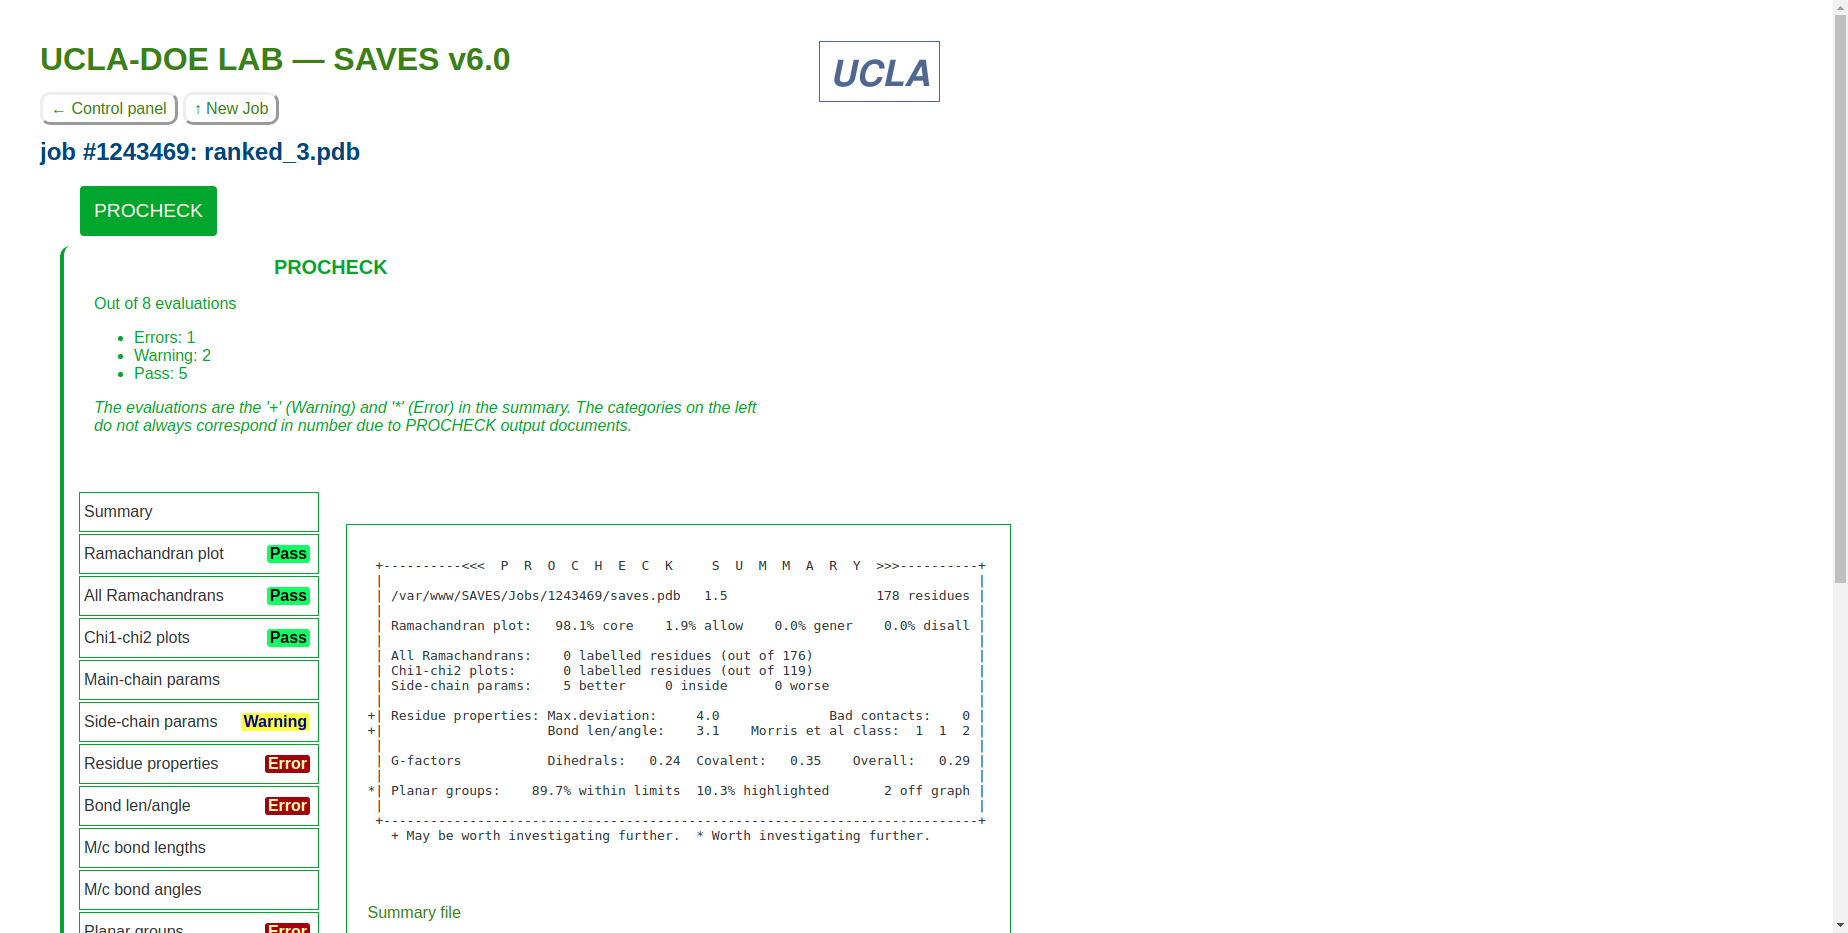 UCLA-DOE LAB — SAVES v6.0
UCLA
← Control panel
↑ New Job
job #1243469: ranked_3.pdb
PROCHECK
PROCHECK
Out of 8 evaluations
• Errors: 1
• Warning: 2
• Pass: 5
The evaluations are the '+' (Warning) and '*' (Error) in the summary. The categories on the left
do not always correspond in number due to PROCHECK output documents.
Summary
Ramachandran plot Pass
All Ramachandrans Pass
Chi1-chi2 plots Pass
Main-chain params
Side-chain params Warning
Residue properties Error
Bond len/angle Error
M/c bond lengths
M/c bond angles
Planar groups Error
+----------<<<  P  R  O  C  H  E  C  K     S  U  M  M  A  R  Y  >>>----------+
|                                                                            |
| /var/www/SAVES/Jobs/1243469/saves.pdb   1.5                   178 residues |
|                                                                            |
| Ramachandran plot:   98.1% core    1.9% allow    0.0% gener    0.0% disall |
|                                                                            |
| All Ramachandrans:    0 labelled residues (out of 176)                     |
| Chi1-chi2 plots:      0 labelled residues (out of 119)                     |
| Side-chain params:    5 better     0 inside      0 worse                   |
|                                                                            |
+| Residue properties: Max.deviation:     4.0              Bad contacts:    0 |
+|                     Bond len/angle:    3.1    Morris et al class:  1  1  2 |
|                                                                            |
| G-factors           Dihedrals:   0.24  Covalent:   0.35    Overall:   0.29 |
|                                                                            |
*| Planar groups:    89.7% within limits  10.3% highlighted       2 off graph |
|                                                                            |
+----------------------------------------------------------------------------+
+ May be worth investigating further.  * Worth investigating further.
Summary file